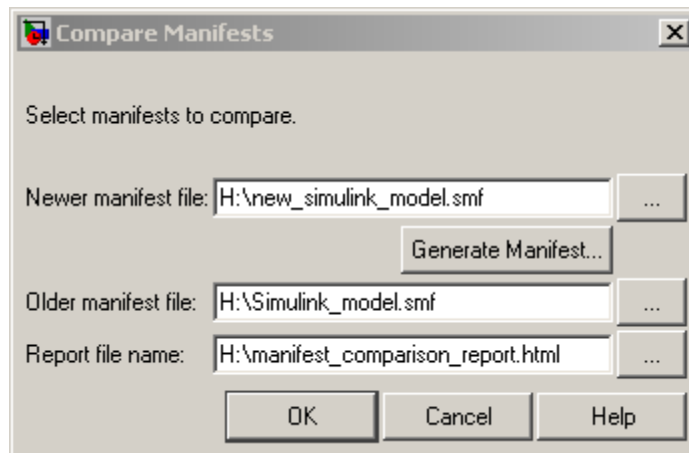 Compare Manifests
Select manifests to compare.
Newer manifest file: H:\new_simulink_model.smf ...
Generate Manifest...
Older manifest file: H:\Simulink_model.smf ...
Report file name: H:\manifest_comparison_report.html ...
OK Cancel Help